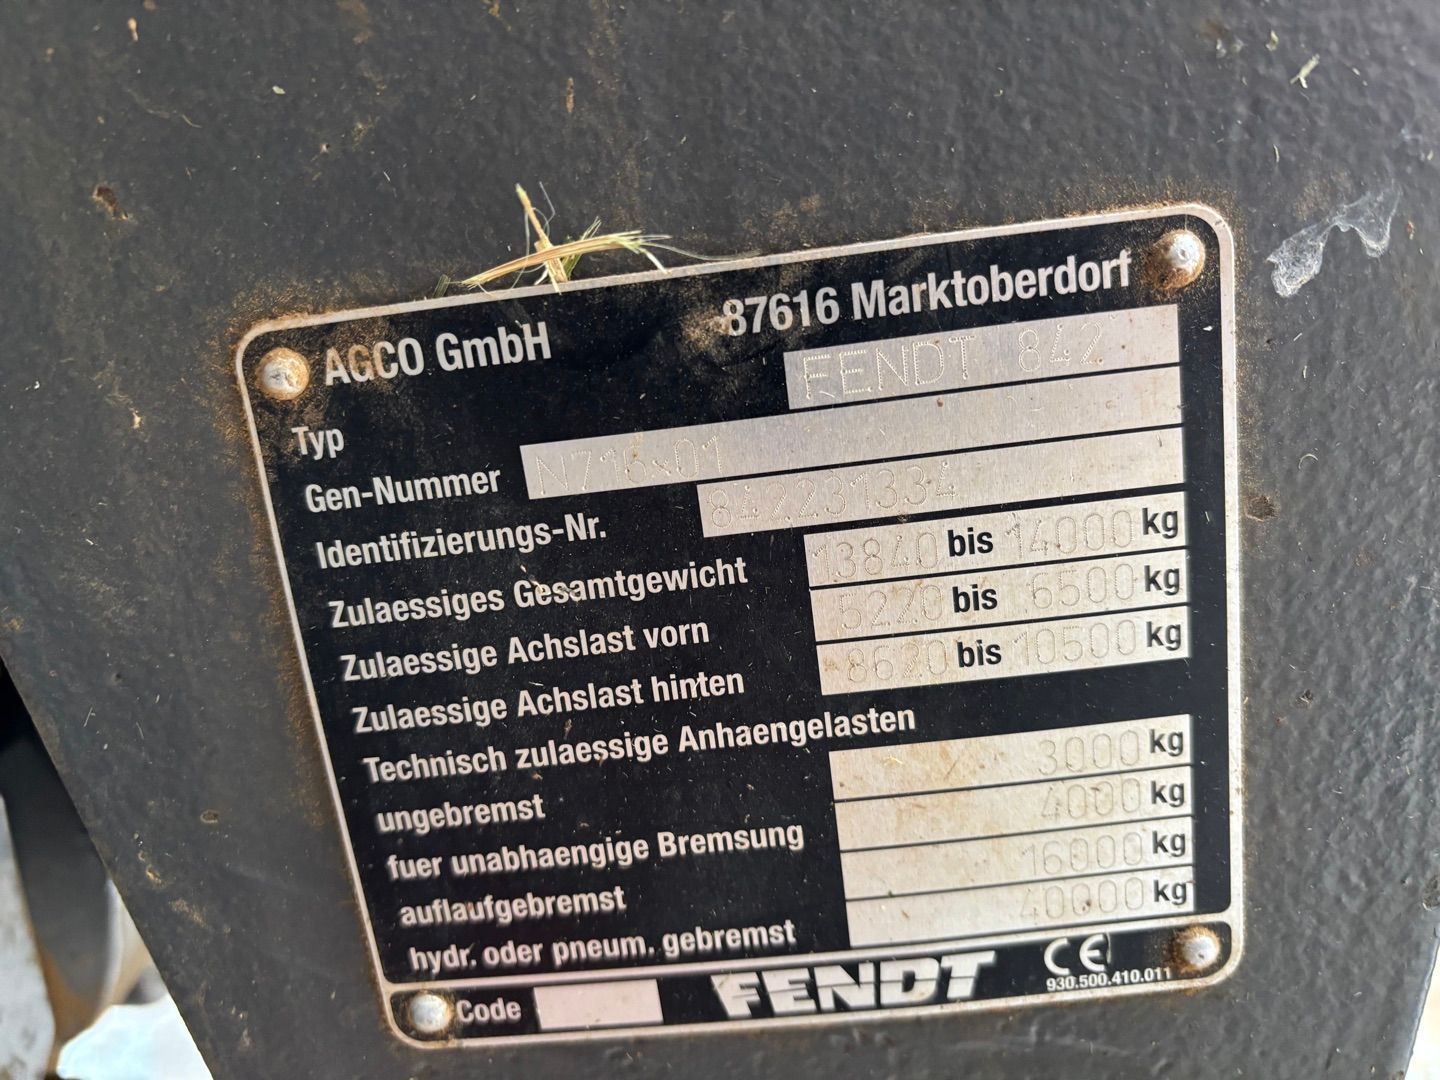 AGCO GmbH 87616 Marktoberdorf
Typ FENDT 842
Gen-Nummer N716x01
Identifizierungs-Nr. 842231334
Zulaessiges Gesamtgewicht 13840 bis 14000 kg
Zulaessige Achslast vorn 5220 bis 6500 kg
Zulaessige Achslast hinten 8620 bis 10500 kg
Technisch zulaessige Anhaengelasten
ungebremst 3000 kg
fuer unabhaengige Bremsung 4000 kg
auflaufgebremst 16000 kg
hydr. oder pneum. gebremst 40000 kg
Code FENDT CE
930.500.410.011